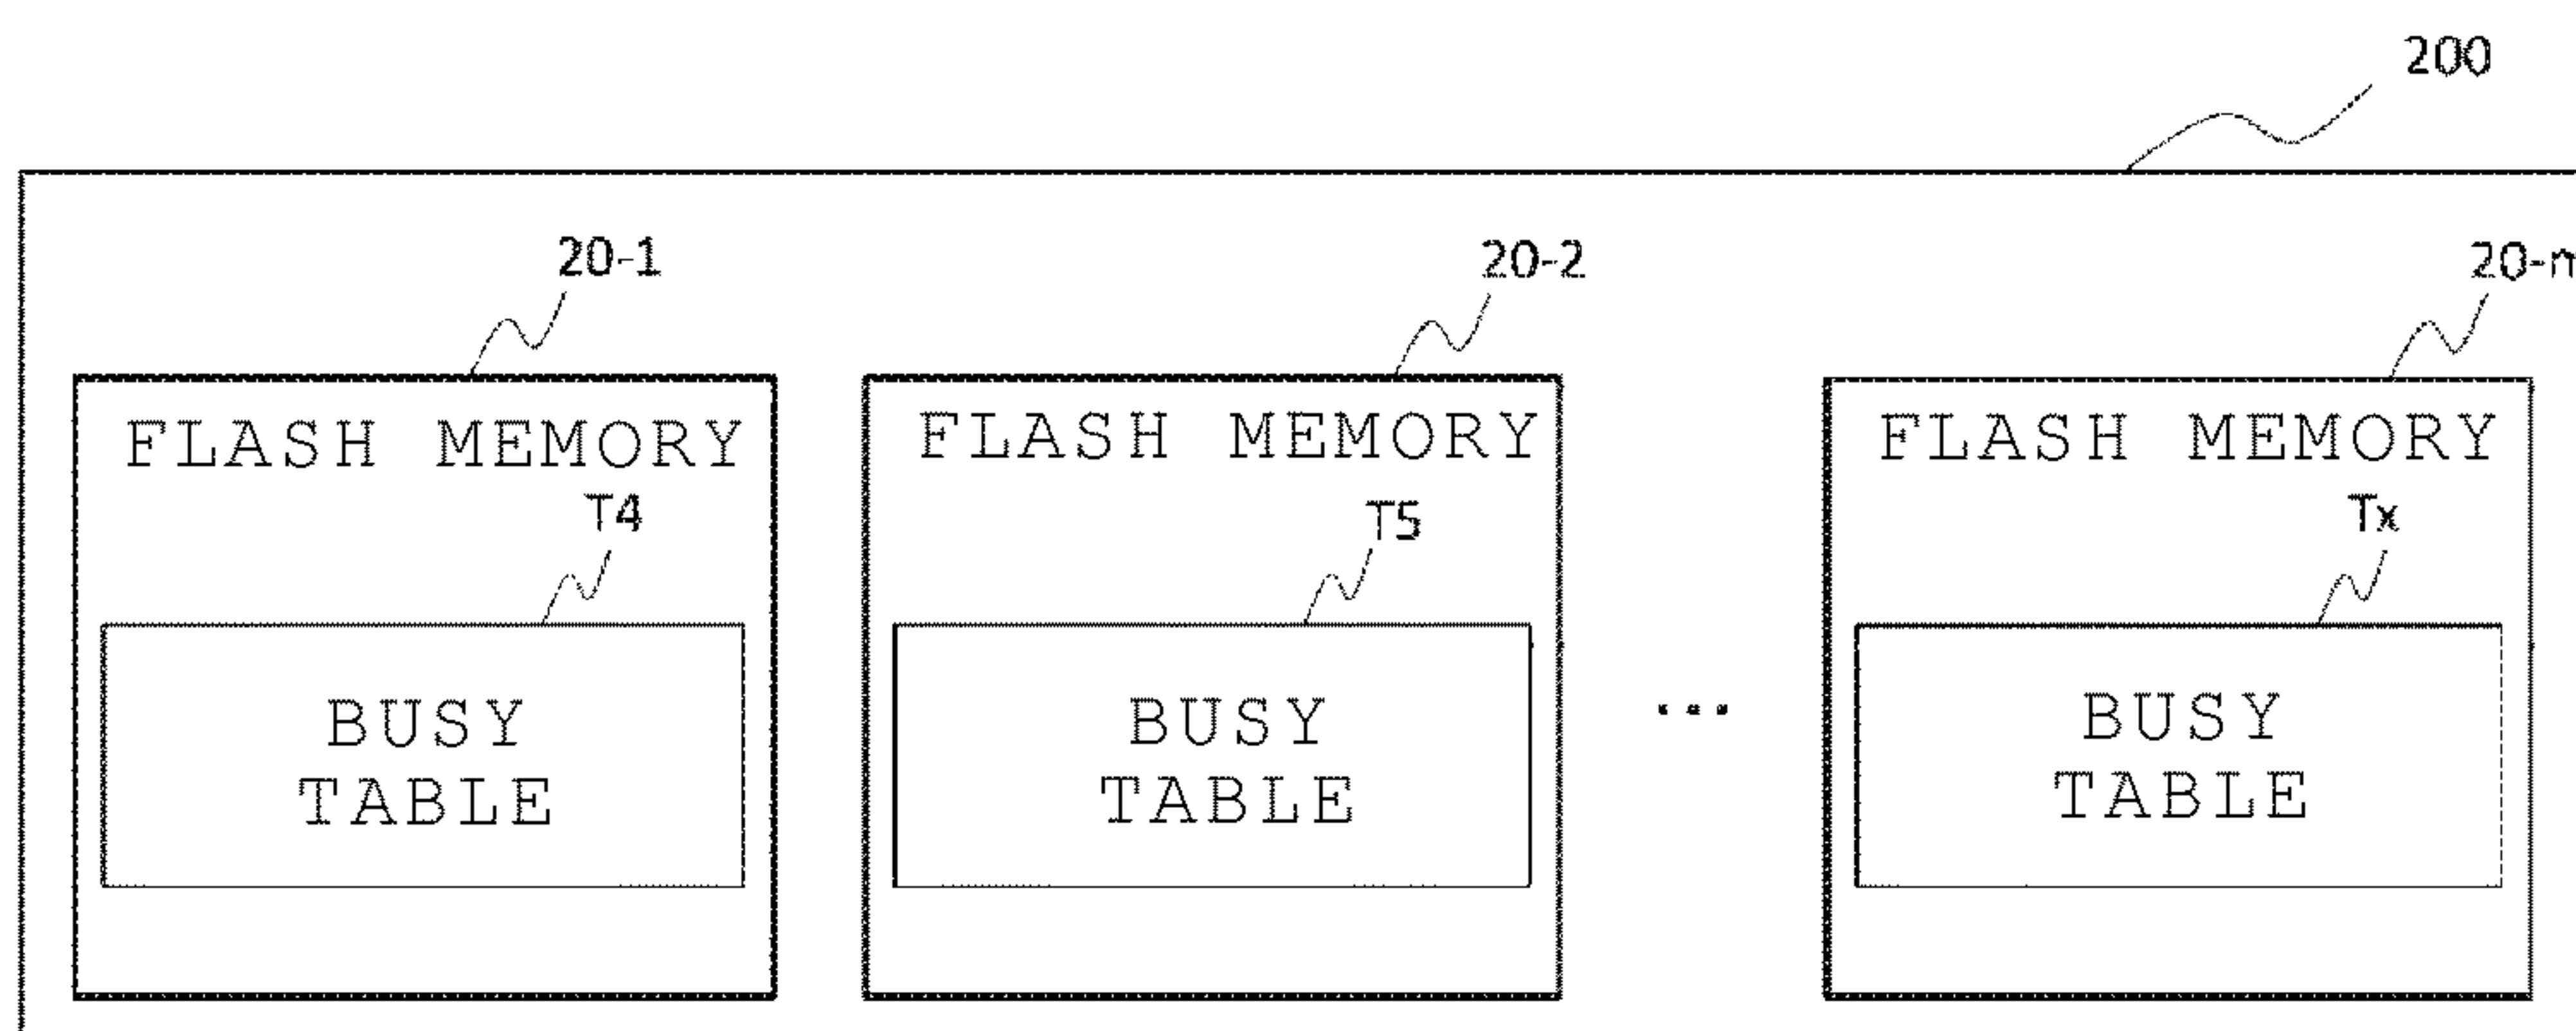 200
20-1
20-2
20-n
FLASH MEMORY
FLASH MEMORY
FLASH MEMORY
T4
T5
Tx
BUSY
TABLE
BUSY
TABLE
BUSY
TABLE
...